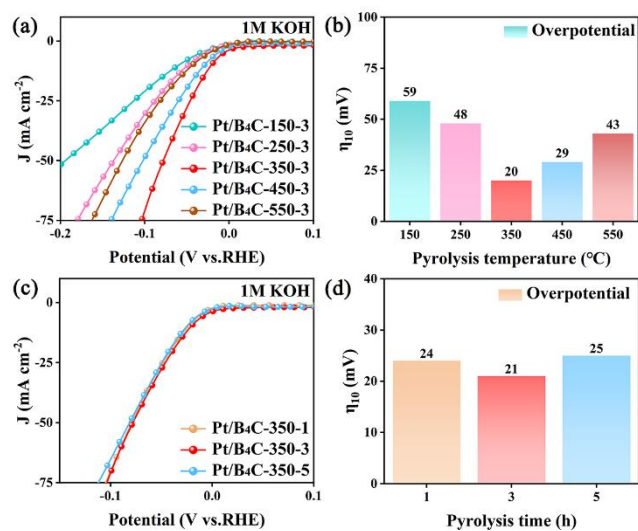 (a)
1M KOH
0
-25
-50
-75
J (mA cm⁻²)
Pt/B₄C-150-3
Pt/B₄C-250-3
Pt/B₄C-350-3
Pt/B₄C-450-3
Pt/B₄C-550-3
-0.2 -0.1 0.0 0.1
Potential (V vs.RHE)
(b)
Overpotential
100
75
50
25
0
η₁₀ (mV)
59 48 20 29 43
150 250 350 450 550
Pyrolysis temperature (℃)
(c)
1M KOH
0
-25
-50
-75
J (mA cm⁻²)
Pt/B₄C-350-1
Pt/B₄C-350-3
Pt/B₄C-350-5
-0.1 0.0 0.1
Potential (V vs.RHE)
(d)
Overpotential
40
30
20
10
0
η₁₀ (mV)
24 21 25
1 3 5
Pyrolysis time (h)